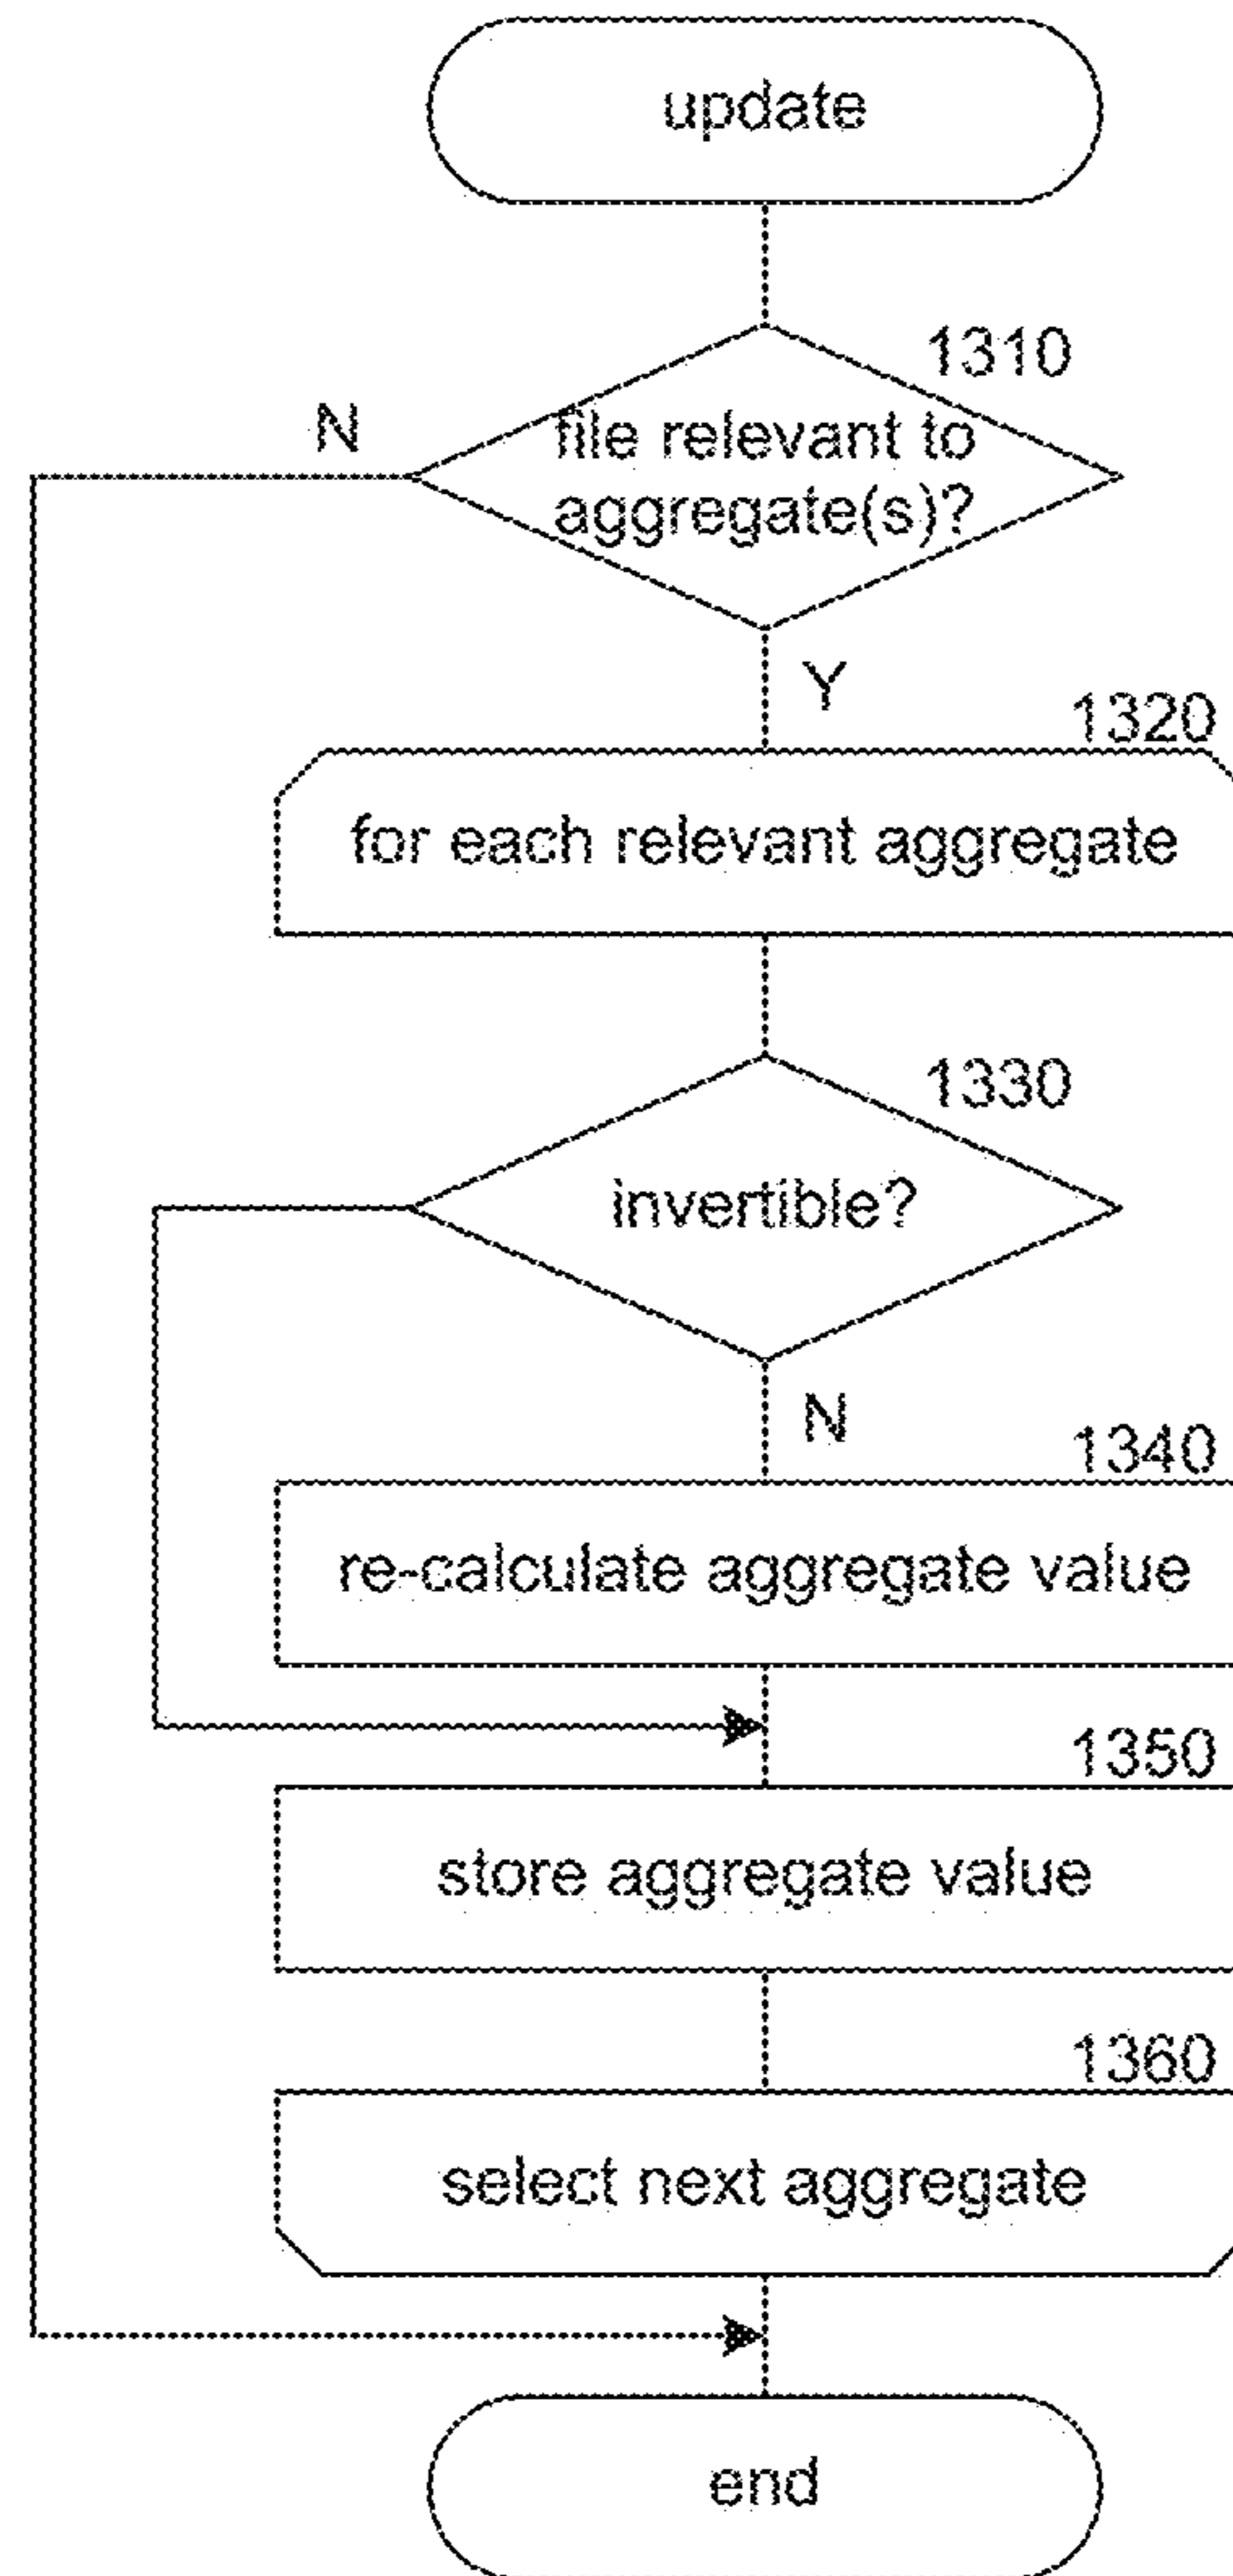 update
1310
N
file relevant to
aggregate(s)?
Y
1320
for each relevant aggregate
1330
invertible?
N
1340
re-calculate aggregate value
1350
store aggregate value
1360
select next aggregate
end